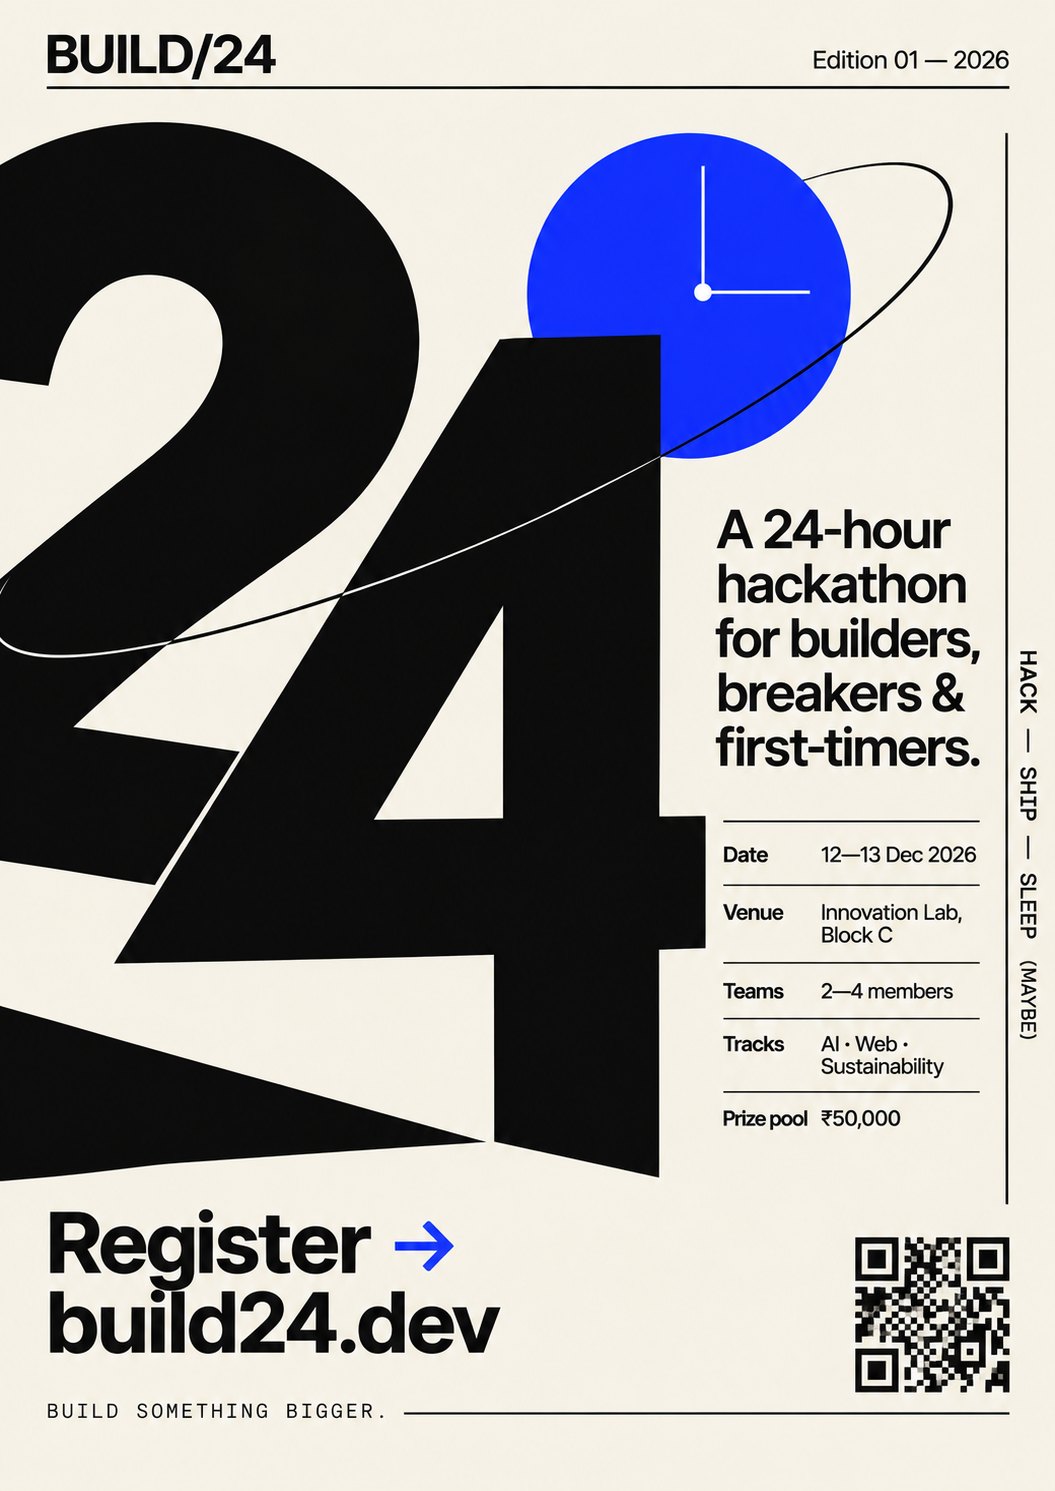 BUILD/24
Edition 01 — 2026
24
A 24-hour
hackathon
for builders,
breakers &
first-timers.
Date 12—13 Dec 2026
Venue Innovation Lab,
Block C
Teams 2—4 members
Tracks AI · Web ·
Sustainability
Prize pool ₹50,000
HACK — SHIP — SLEEP (MAYBE)
Register →
build24.dev
BUILD SOMETHING BIGGER.